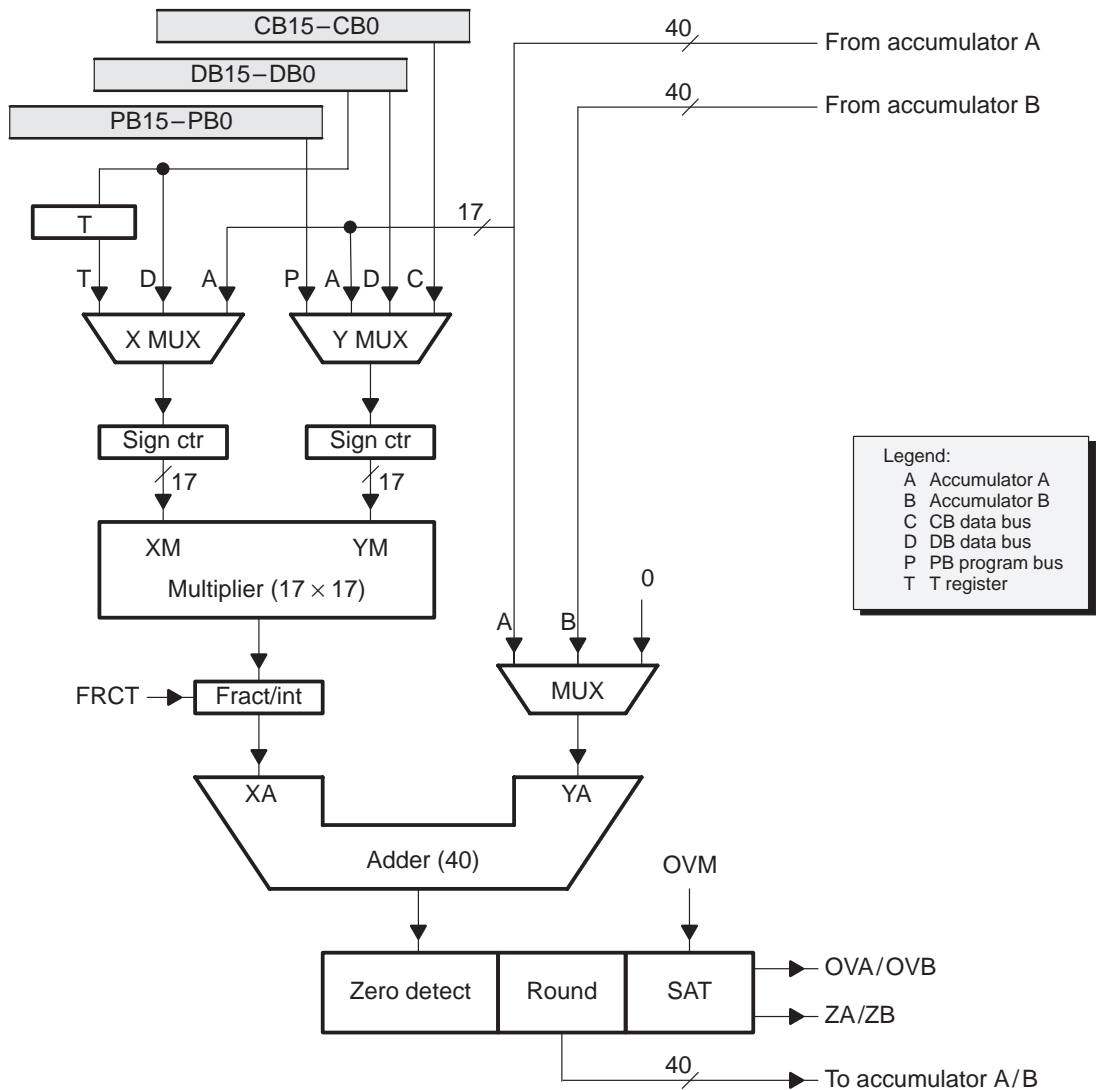 CB15–CB0
40
From accumulator A
DB15–DB0
40
From accumulator B
PB15–PB0
17
T
T D A P A D C
X MUX Y MUX
Sign ctr Sign ctr
17 17
Legend:
A Accumulator A
B Accumulator B
C CB data bus
D DB data bus
P PB program bus
T T register
XM YM
Multiplier (17 × 17)
0
A B
FRCT Fract/int MUX
XA YA
Adder (40)
OVM
Zero detect Round SAT
OVA/OVB
ZA/ZB
40
To accumulator A/B